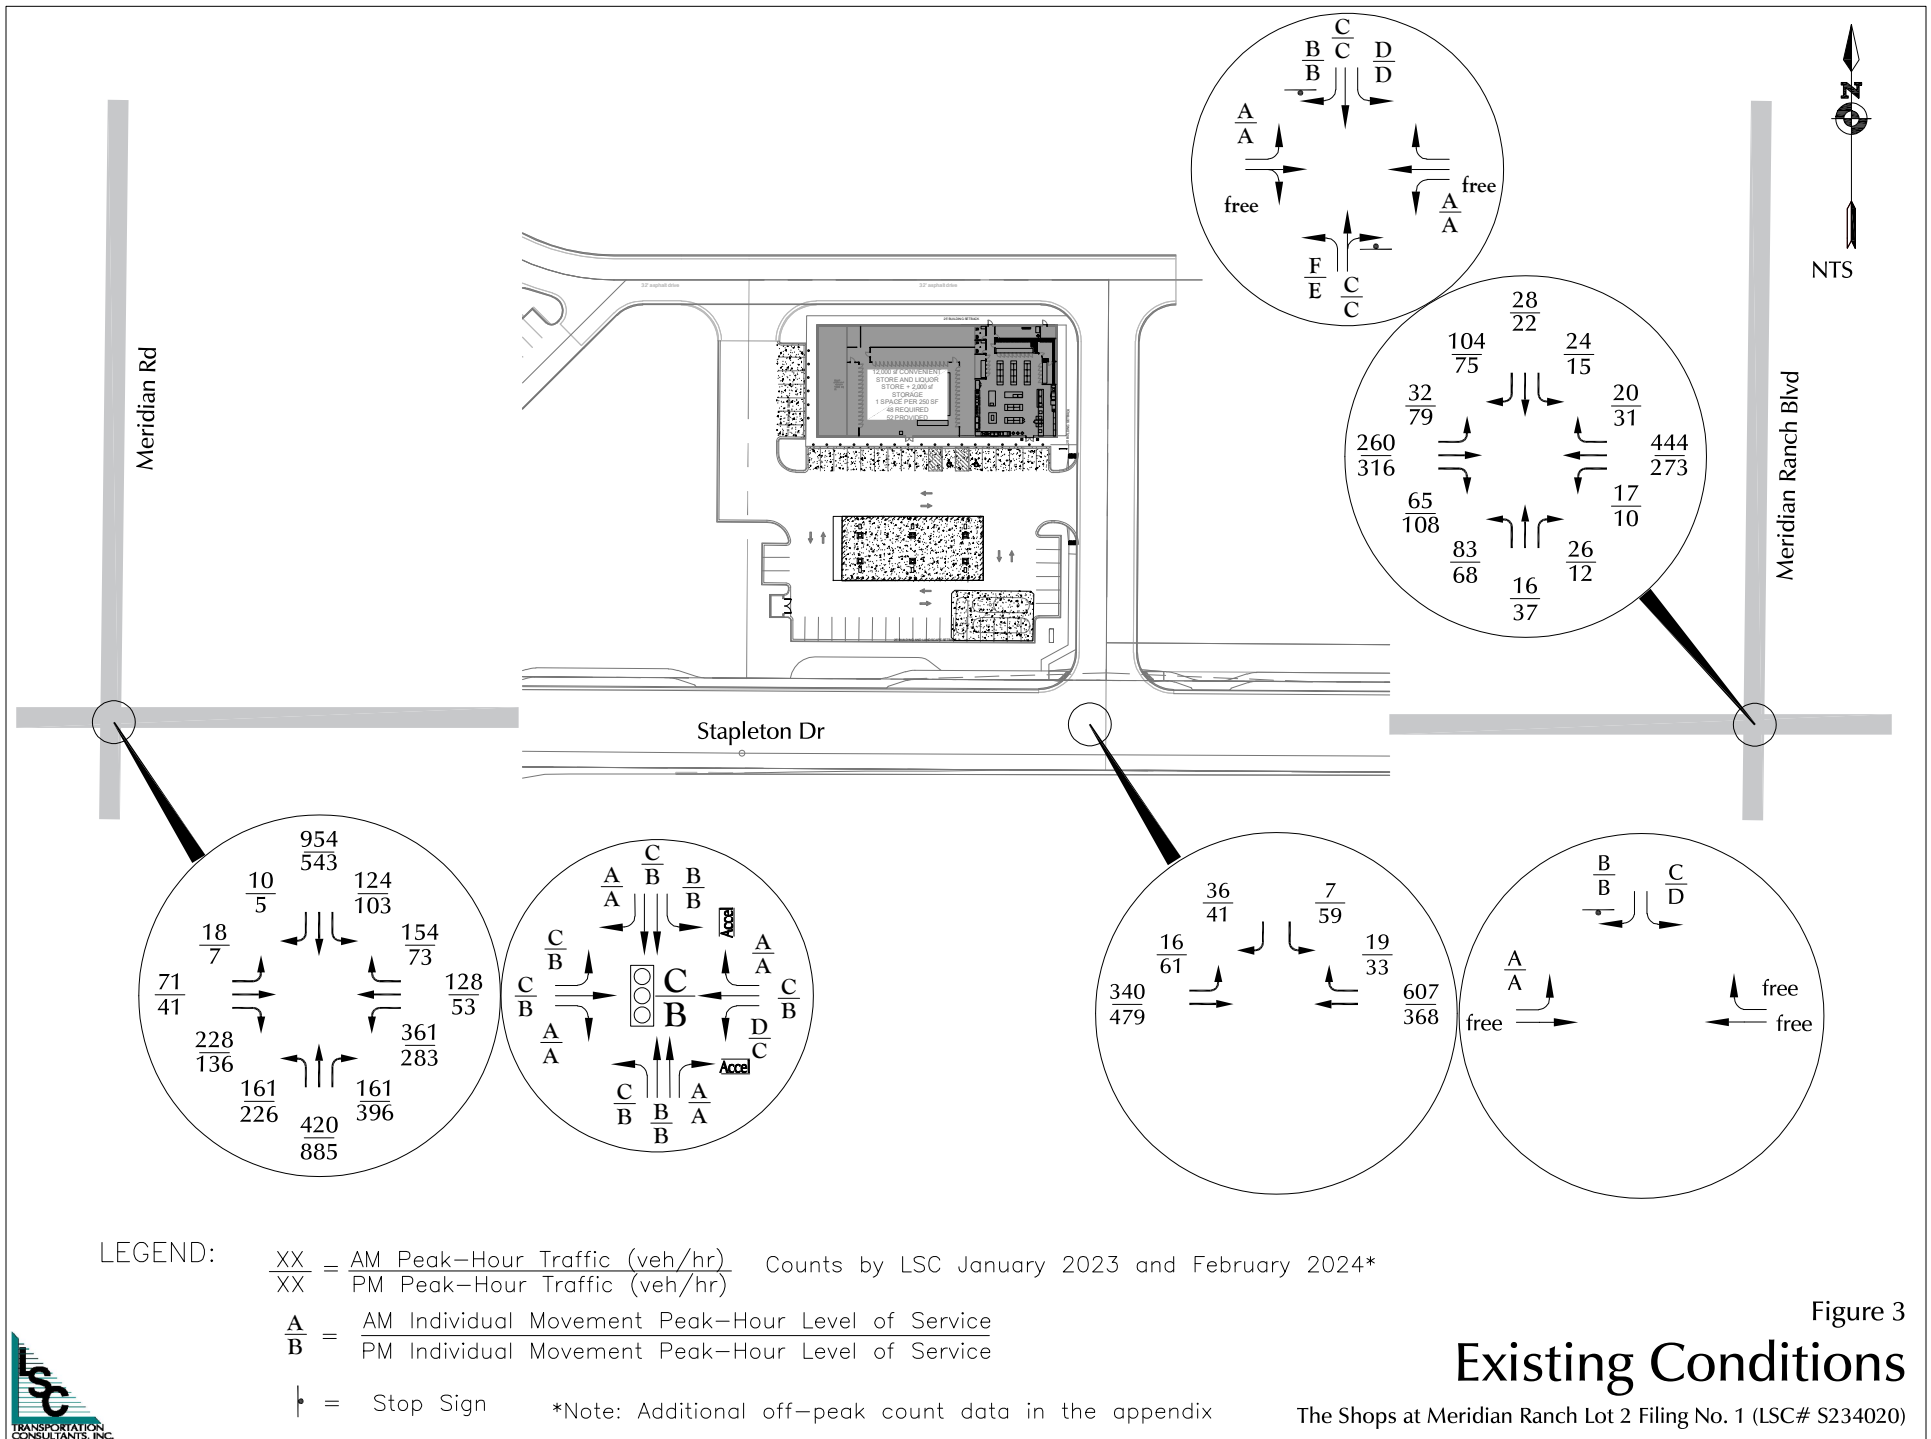 C
C
B
B
D
D
A
A
free
free
A
A
F
E
C
C
N
NTS
28
22
104
75
24
15
32
79
20
31
260
316
444
273
65
108
17
10
83
68
26
12
16
37
Meridian Rd
Meridian Ranch Blvd
32' asphalt drive
32' asphalt drive
12,000 sf CONVENIENT
STORE AND LIQUOR
STORE + 2,000 sf
STORAGE
1 SPACE PER 250 SF
48 REQUIRED
52 PROVIDED
Stapleton Dr
954
543
10
5
124
103
18
7
154
73
71
41
128
53
228
136
361
283
161
226
161
396
420
885
C
B
A
A
B
B
Accel
C
B
A
A
C
B
C
B
C
B
A
A
D
C
Accel
C
B
A
A
B
B
36
41
7
59
16
61
19
33
340
479
607
368
B
B
C
D
A
A
free
free
free
LEGEND:
XX = AM Peak-Hour Traffic (veh/hr) Counts by LSC January 2023 and February 2024*
XX PM Peak-Hour Traffic (veh/hr)
A = AM Individual Movement Peak-Hour Level of Service
B PM Individual Movement Peak-Hour Level of Service
= Stop Sign *Note: Additional off-peak count data in the appendix
Figure 3
Existing Conditions
The Shops at Meridian Ranch Lot 2 Filing No. 1 (LSC# S234020)
LSC
TRANSPORTATION
CONSULTANTS, INC.